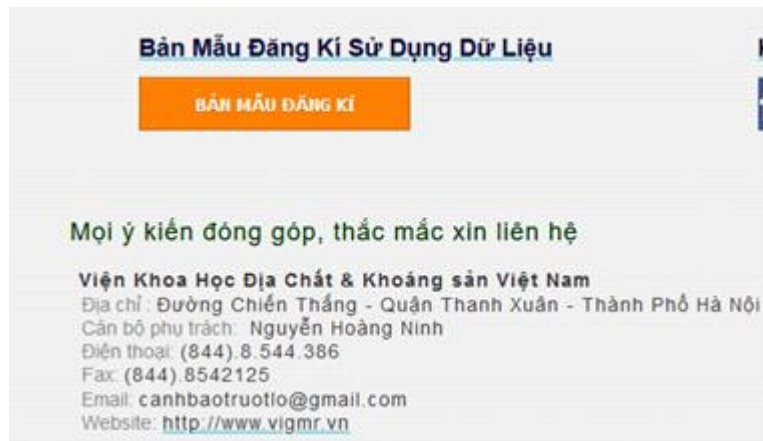 Bản Mẫu Đăng Kí Sử Dụng Dữ Liệu
BẢN MẪU ĐĂNG KÍ
Mọi ý kiến đóng góp, thắc mắc xin liên hệ
Viện Khoa Học Địa Chất & Khoáng sản Việt Nam
Địa chỉ : Đường Chiến Thắng - Quận Thanh Xuân - Thành Phố Hà Nội
Cán bộ phụ trách: Nguyễn Hoàng Ninh
Điện thoại: (844).8.544.386
Fax: (844).8542125
Email: canhbaotruotlo@gmail.com
Website: http://www.vigmr.vn